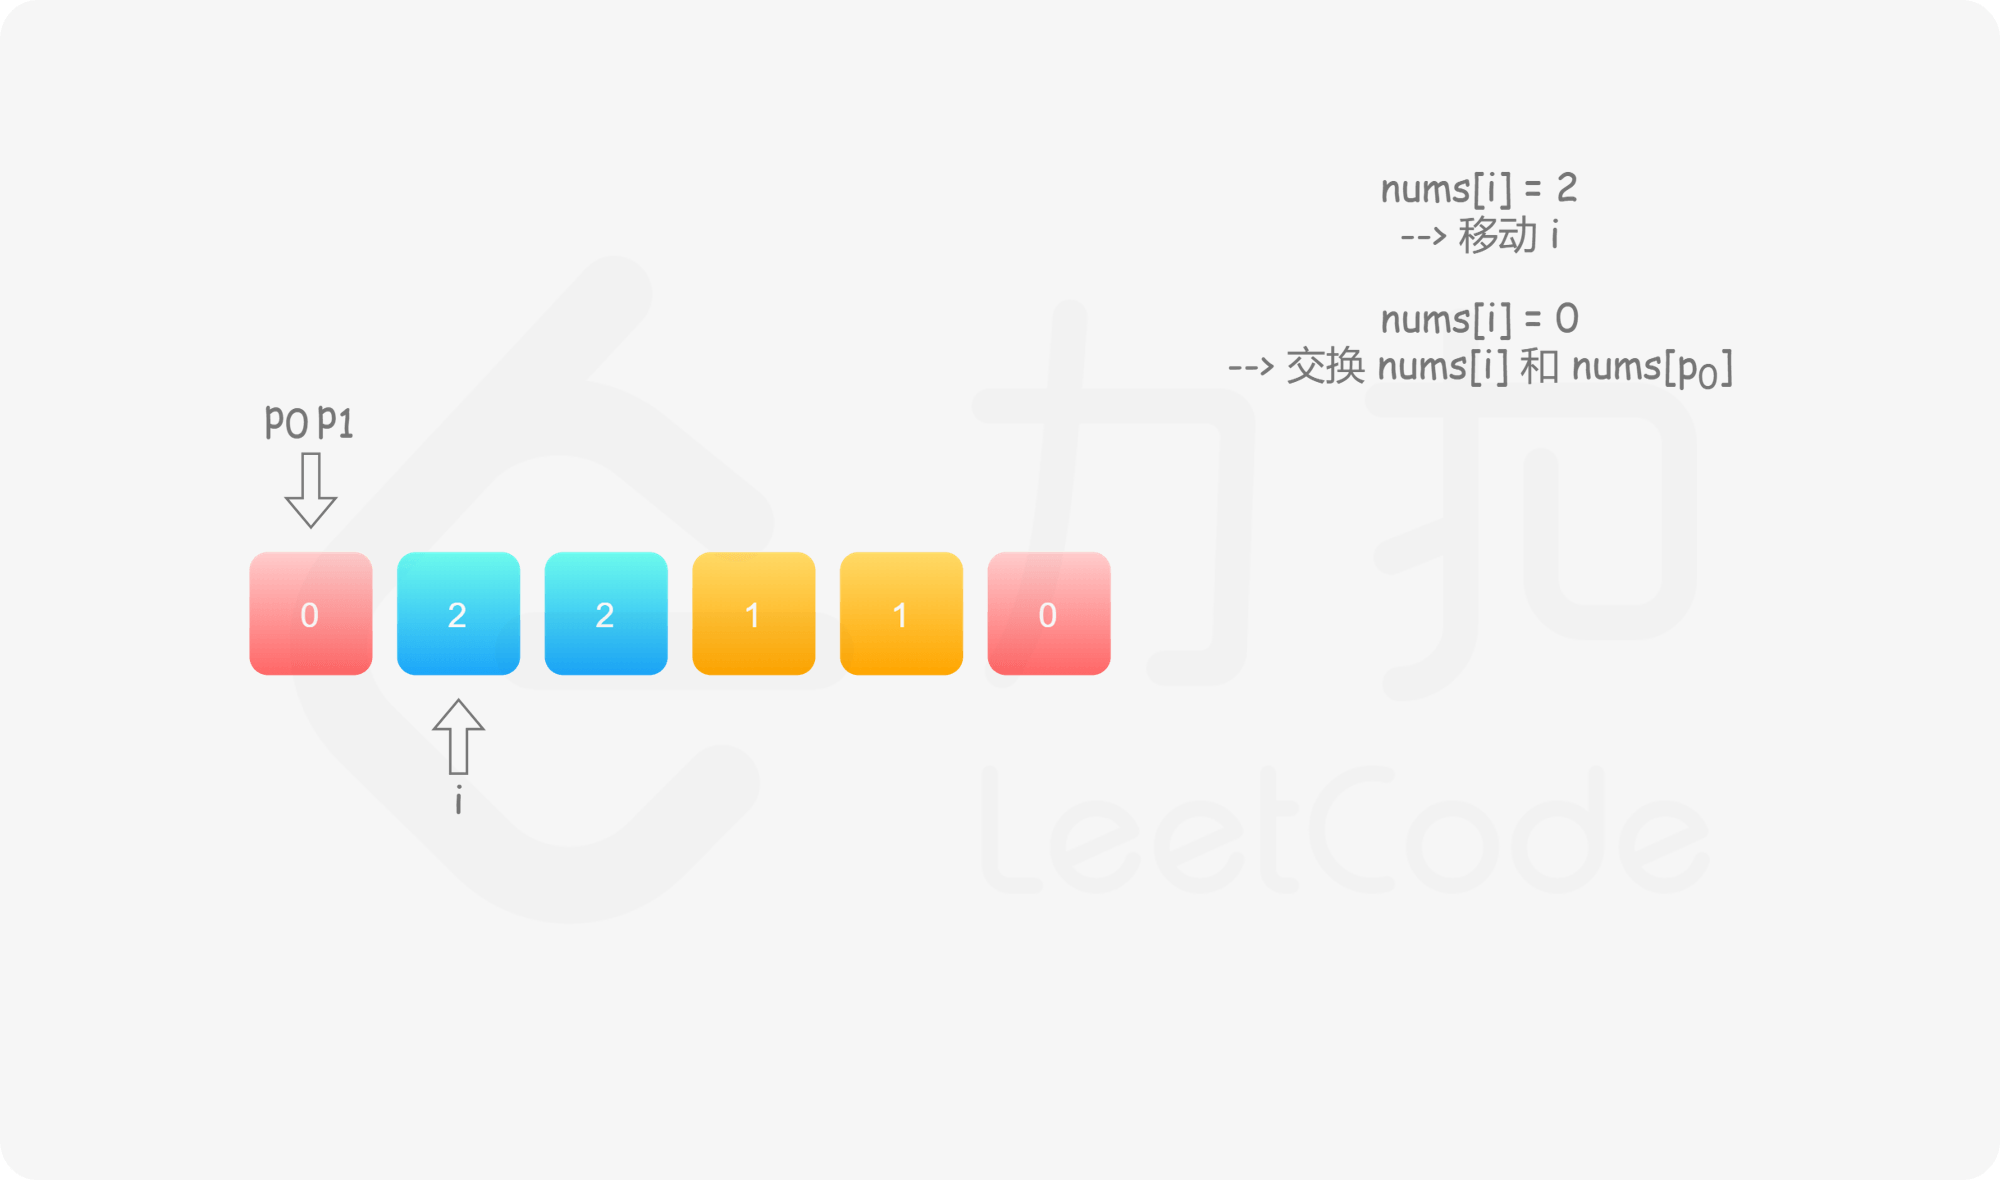 nums[i] = 2
--> 移动 i
nums[i] = 0
--> 交换 nums[i] 和 nums[p0]
p0 p1
0 2 2 1 1 0
i
力扣
LeetCode